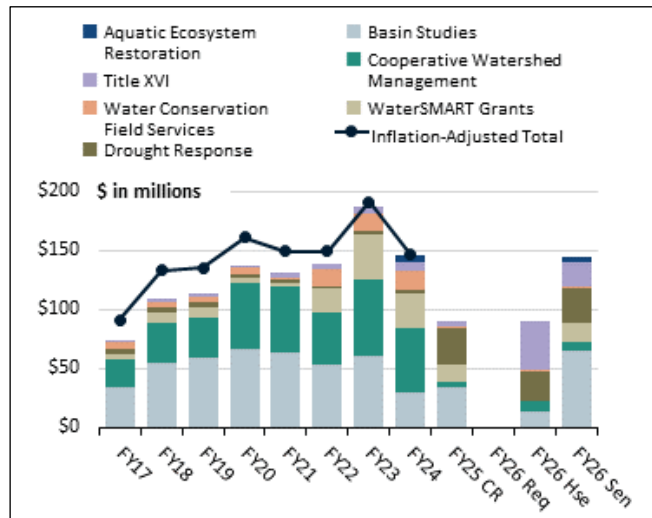 Aquatic Ecosystem
Restoration
Title XVI
Water Conservation
Field Services
Drought Response
Basin Studies
Cooperative Watershed
Management
WaterSMART Grants
Inflation-Adjusted Total
$200
$ in millions
$150
$100
$50
$0
FY17
FY18
FY19
FY20
FY21
FY22
FY23
FY24
FY25 CR
FY26 Req
FY26 Hse
FY26 Sen